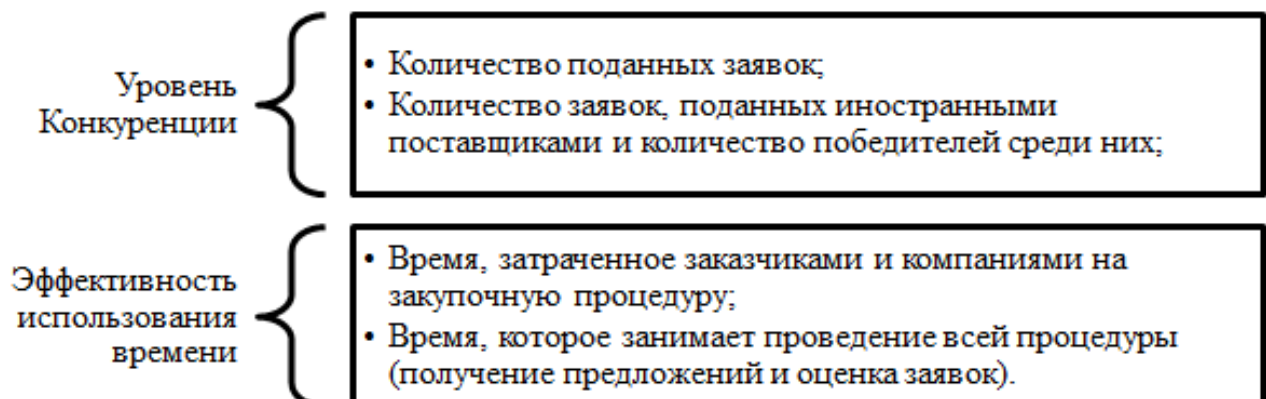 Уровень
Конкуренции
• Количество поданных заявок;
• Количество заявок, поданных иностранными
поставщиками и количество победителей среди них;
Эффективность
использования
времени
• Время, затраченное заказчиками и компаниями на
закупочную процедуру;
• Время, которое занимает проведение всей процедуры
(получение предложений и оценка заявок).